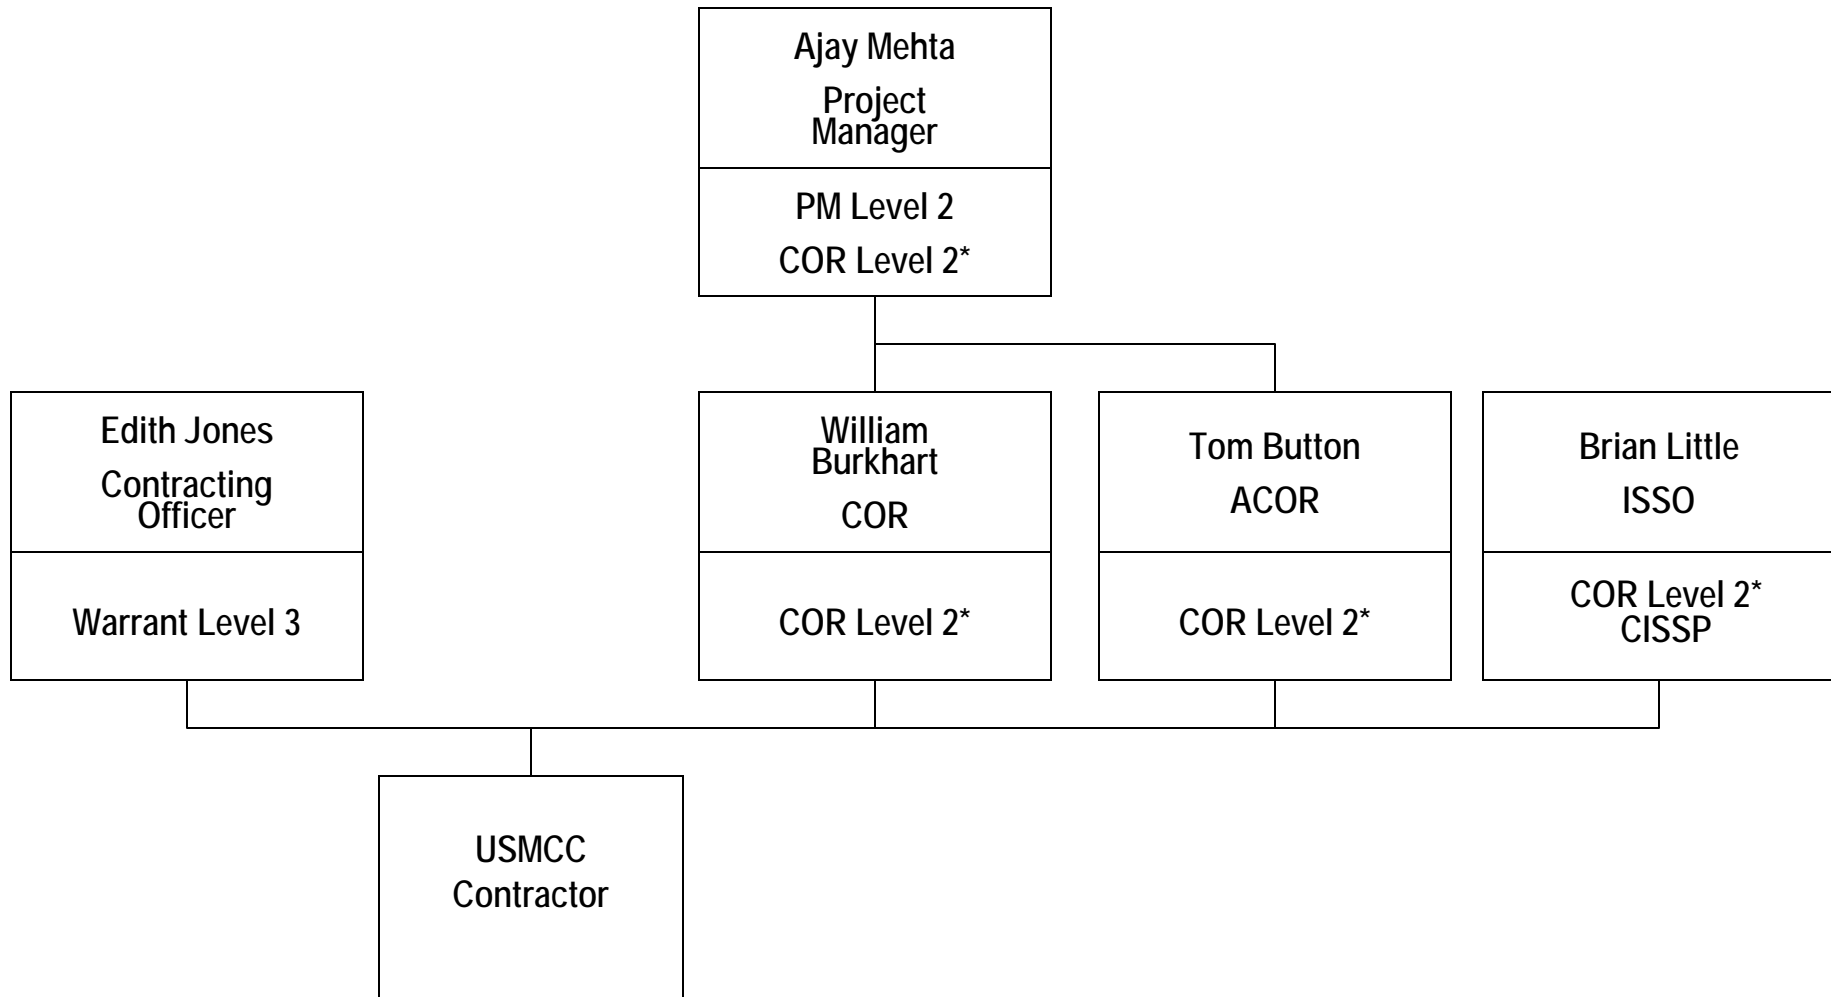 Ajay Mehta
Project
Manager
PM Level 2
COR Level 2*
Edith Jones
Contracting
Officer
Warrant Level 3
William
Burkhart
COR
COR Level 2*
Tom Button
ACOR
COR Level 2*
Brian Little
ISSO
COR Level 2*
CISSP
USMCC
Contractor